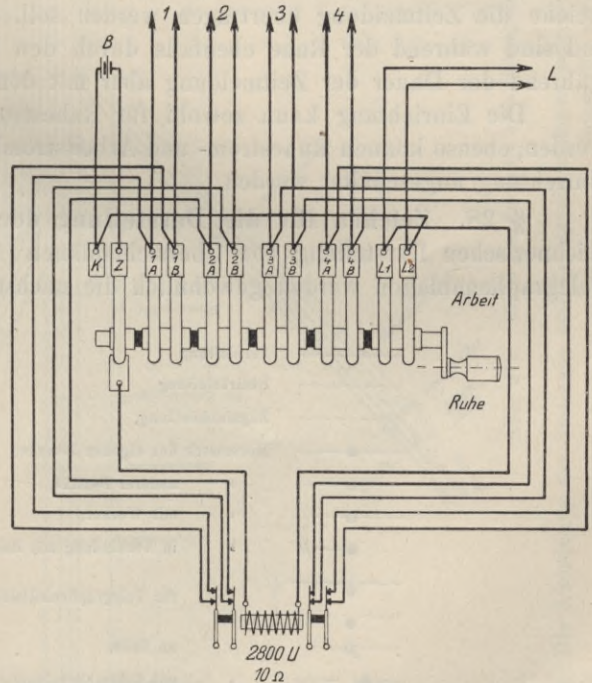 1 2 3 4
B
L
K Z 1A 1B 2A 2B 3A 3B 4A 4B L1 L2
Arbeit
Ruhe
2800 U
10 Ω